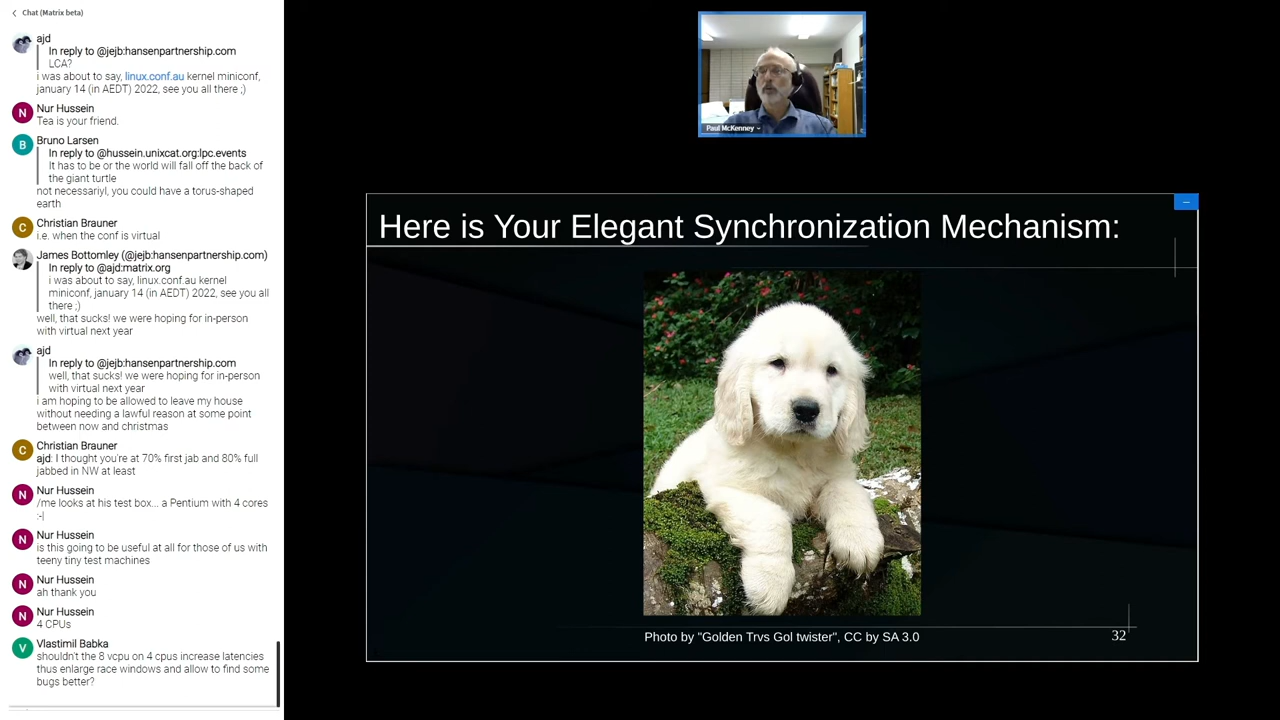 Chat (Matrix beta)
ajd
In reply to @jejb:hansenpartnership.com
LCA?
i was about to say, linux.conf.au kernel miniconf,
january 14 (in AEDT) 2022, see you all there ;)
Nur Hussein
Tea is your friend.
Bruno Larsen
In reply to @hussein.unixcat.org:lpc.events
It has to be or the world will fall off the back of
the giant turtle
not necessariyl, you could have a torus-shaped
earth
Christian Brauner
i.e. when the conf is virtual
James Bottomley (@jejb:hansenpartnership.com)
In reply to @ajd:matrix.org
i was about to say, linux.conf.au kernel
miniconf, january 14 (in AEDT) 2022, see you all
there ;)
well, that sucks! we were hoping for in-person
with virtual next year
ajd
In reply to @jejb:hansenpartnership.com
well, that sucks! we were hoping for in-person
with virtual next year
i am hoping to be allowed to leave my house
without needing a lawful reason at some point
between now and christmas
C
Christian Brauner
ajd: I thought you're at 70% first jab and 80% full
jabbed in NW at least
N
Nur Hussein
/me looks at his test box... a Pentium with 4 cores
:-|
N
Nur Hussein
is this going to be useful at all for those of us with
teeny tiny test machines
N
Nur Hussein
ah thank you
N
Nur Hussein
4 CPUs
V
Vlastimil Babka
shouldn't the 8 vcpu on 4 cpus increase latencies
thus enlarge race windows and allow to find some
bugs better?
Paul McKenney
Here is Your Elegant Synchronization Mechanism:
Photo by "Golden Trvs Gol twister", CC by SA 3.0
32